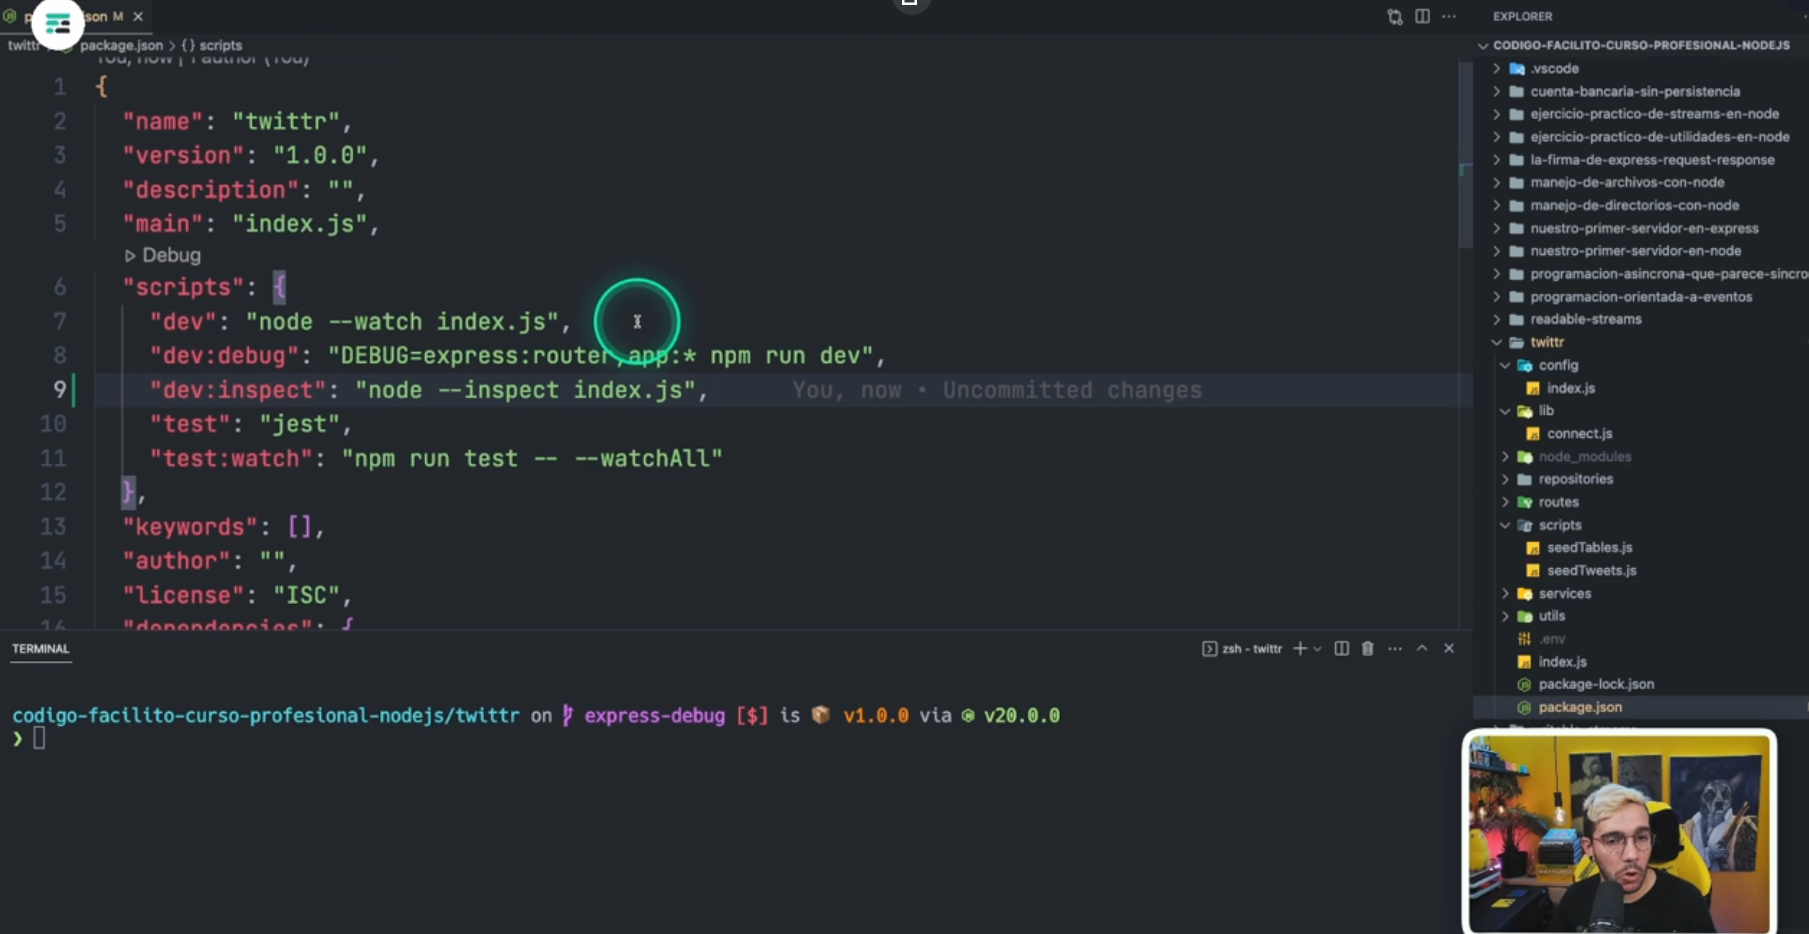 json M
EXPLORER
twittr > package.json > {} scripts
CODIGO-FACILITO-CURSO-PROFESIONAL-NODEJS
You, now | 1 author (You)
1 {
2 "name": "twittr",
3 "version": "1.0.0",
4 "description": "",
5 "main": "index.js",
Debug
6 "scripts": {
7 "dev": "node --watch index.js",
8 "dev:debug": "DEBUG=express:router,app:* npm run dev",
9 "dev:inspect": "node --inspect index.js", You, now • Uncommitted changes
10 "test": "jest",
11 "test:watch": "npm run test -- --watchAll"
12 },
13 "keywords": [],
14 "author": "",
15 "license": "ISC",
16 "dependencies": {
.vscode
cuenta-bancaria-sin-persistencia
ejercicio-practico-de-streams-en-node
ejercicio-practico-de-utilidades-en-node
la-firma-de-express-request-response
manejo-de-archivos-con-node
manejo-de-directorios-con-node
nuestro-primer-servidor-en-express
nuestro-primer-servidor-en-node
programacion-asincrona-que-parece-sincro
programacion-orientada-a-eventos
readable-streams
twittr
config
index.js
lib
connect.js
node_modules
repositories
routes
scripts
seedTables.js
seedTweets.js
services
utils
.env
index.js
package-lock.json
package.json
TERMINAL
zsh - twittr
codigo-facilito-curso-profesional-nodejs/twittr on express-debug [$] is v1.0.0 via v20.0.0
❯